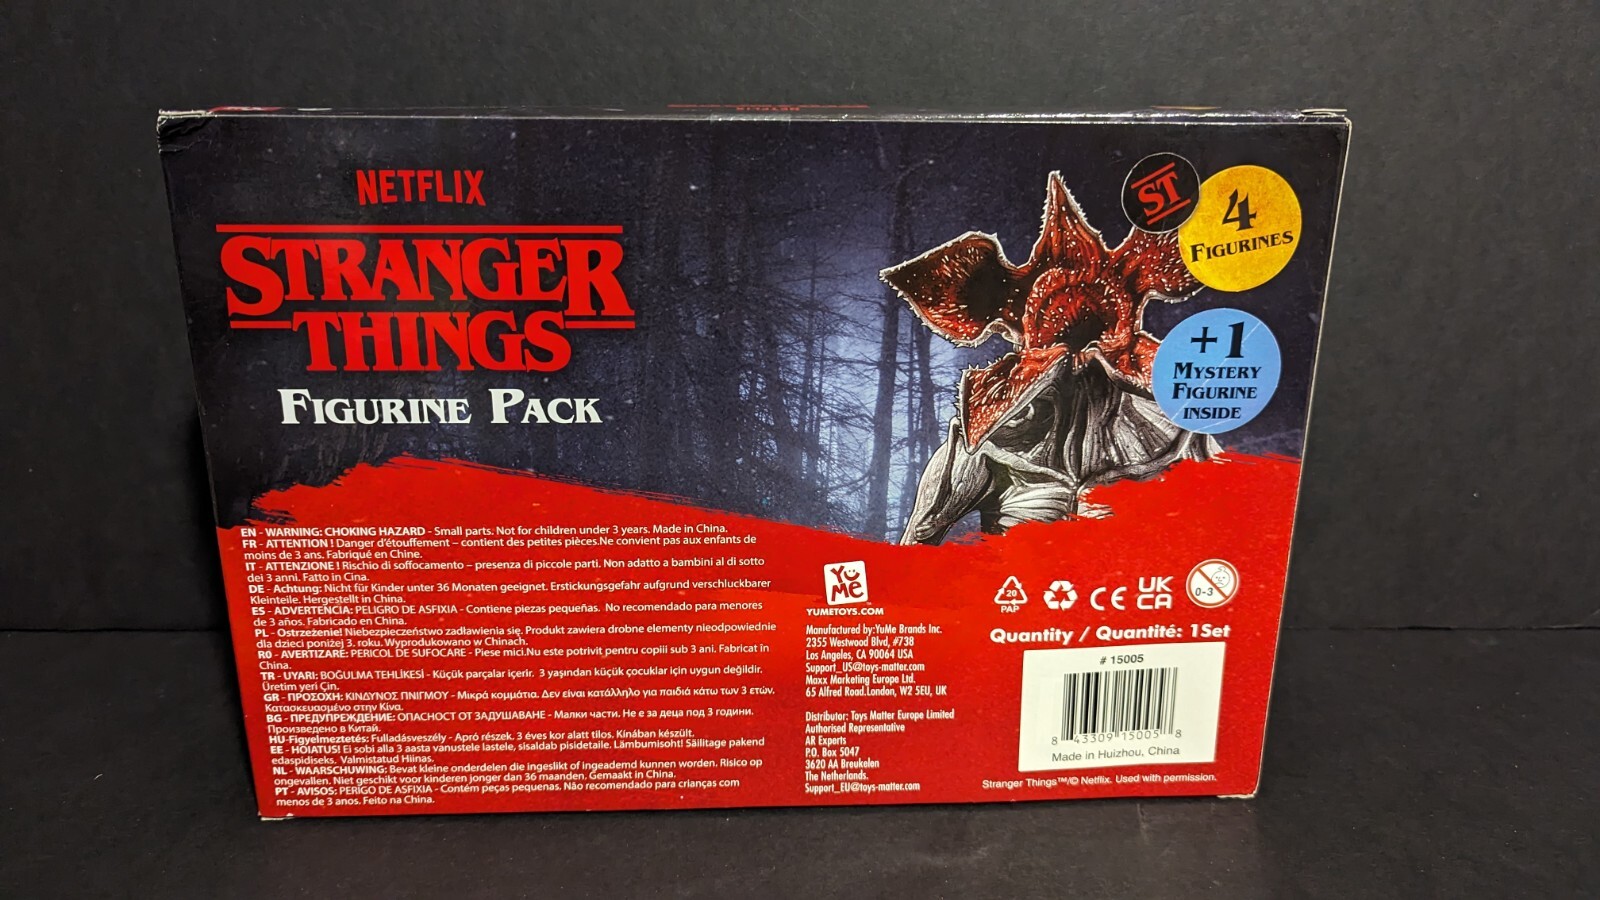 NETFLIX
NETFLIX
STRANGER
THINGS
FIGURINE PACK
ST
4
FIGURINES
+1
MYSTERY
FIGURINE
INSIDE
EN - WARNING: CHOKING HAZARD - Small parts. Not for children under 3 years. Made in China.
FR - ATTENTION ! Danger d'étouffement – contient des petites pièces.Ne convient pas aux enfants de
moins de 3 ans. Fabriqué en Chine.
IT - ATTENZIONE ! Rischio di soffocamento – presenza di piccole parti. Non adatto a bambini al di sotto
dei 3 anni. Fatto in Cina.
DE - Achtung: Nicht für Kinder unter 36 Monaten geeignet. Erstickungsgefahr aufgrund verschluckbarer
Kleinteile. Hergestellt in China.
ES - ADVERTENCIA: PELIGRO DE ASFIXIA - Contiene piezas pequeñas. No recomendado para menores
de 3 años. Fabricado en China.
PL - Ostrzeżenie! Niebezpieczeństwo zadławienia się. Produkt zawiera drobne elementy nieodpowiednie
dla dzieci poniżej 3. roku. Wyprodukowano w Chinach.
RO - AVERTIZARE: PERICOL DE SUFOCARE - Piese mici.Nu este potrivit pentru copiii sub 3 ani. Fabricat în
China.
TR - UYARI: BOĞULMA TEHLİKESİ - Küçük parçalar içerir. 3 yaşından küçük çocuklar için uygun değildir.
Üretim yeri Çin.
GR - ΠΡΟΣΟΧΗ: ΚΙΝΔΥΝΟΣ ΠΝΙΓΜΟΥ - Μικρά κομμάτια. Δεν είναι κατάλληλο για παιδιά κάτω των 3 ετών.
Κατασκευασμένο στην Κίνα.
BG - ПРЕДУПРЕЖДЕНИЕ: ОПАСНОСТ ОТ ЗАДУШАВАНЕ - Малки части. Не е за деца под 3 години.
Произведено в Китай.
HU-Figyelmeztetés: Fulladásveszély - Apró részek. 3 éves kor alatt tilos. Kínában készült.
EE - HOIATUS! Ei sobi alla 3 aasta vanustele lastele, sisaldab pisidetaile. Lämbumisoht! Säilitage pakend
edaspidiseks. Valmistatud Hiinas.
NL - WAARSCHUWING: Bevat kleine onderdelen die ingeslikt of ingeademd kunnen worden. Risico op
ongevallen. Niet geschikt voor kinderen jonger dan 36 maanden. Gemaakt in China.
PT - AVISOS: PERIGO DE ASFIXIA - Contém peças pequenas. Não recomendado para crianças com
menos de 3 anos. Feito na China.
YuMe
YUMETOYS.COM
Manufactured by:YuMe Brands Inc.
2355 Westwood Blvd, #738
Los Angeles, CA 90064 USA
Support_US@toys-matter.com
Maxx Marketing Europe Ltd.
65 Alfred Road.London, W2 5EU, UK
Distributor: Toys Matter Europe Limited
Authorised Representative
AR Experts
P.O. Box 5047
3620 AA Breukelen
The Netherlands.
Support_EU@toys-matter.com
20
PAP
CE
UK
CA
0-3
Quantity / Quantité: 1Set
# 15005
8 43309 15005 8
Made in Huizhou, China
Stranger Things™/© Netflix. Used with permission.